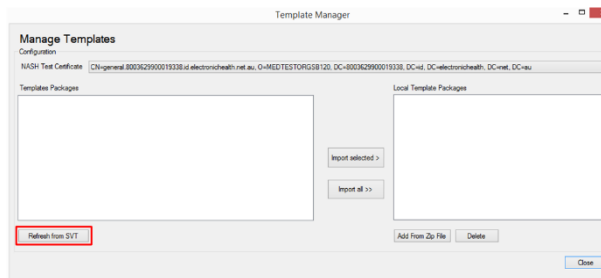 Template Manager
Manage Templates
Configuration
NASH Test Certificate CN=general.8003629900019338.id.electronichealth.net.au, O=MEDTESTORGSB120, DC=8003629900019338, DC=id, DC=electronichealth, DC=net, DC=au
Templates Packages
Local Template Packages
Import selected >
Import all >>
Refresh from SVT
Add From Zip File
Delete
Close